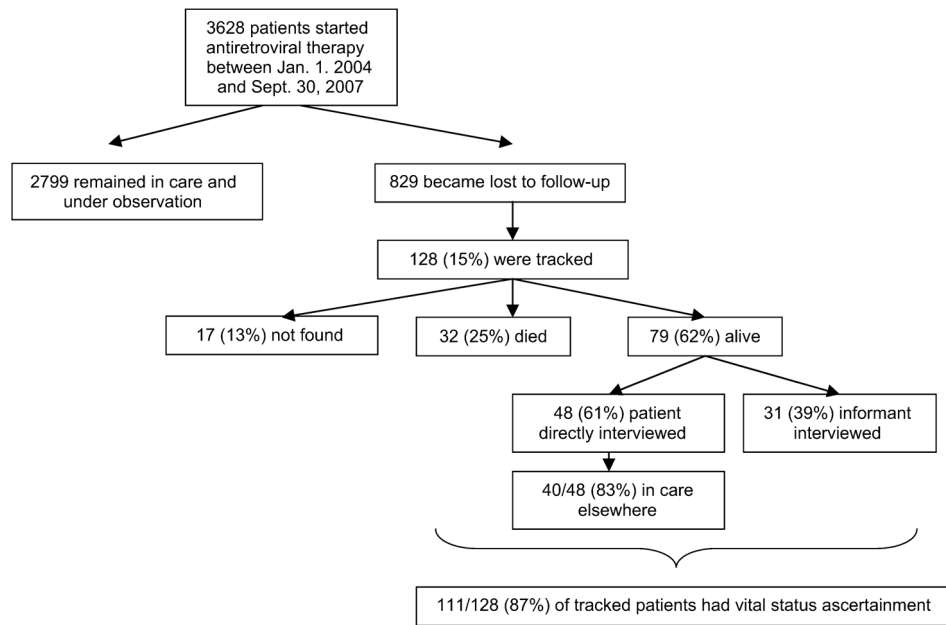 3628 patients started
antiretroviral therapy
between Jan. 1. 2004
and Sept. 30, 2007
2799 remained in care and
under observation
829 became lost to follow-up
128 (15%) were tracked
17 (13%) not found
32 (25%) died
79 (62%) alive
48 (61%) patient
directly interviewed
31 (39%) informant
interviewed
40/48 (83%) in care
elsewhere
111/128 (87%) of tracked patients had vital status ascertainment